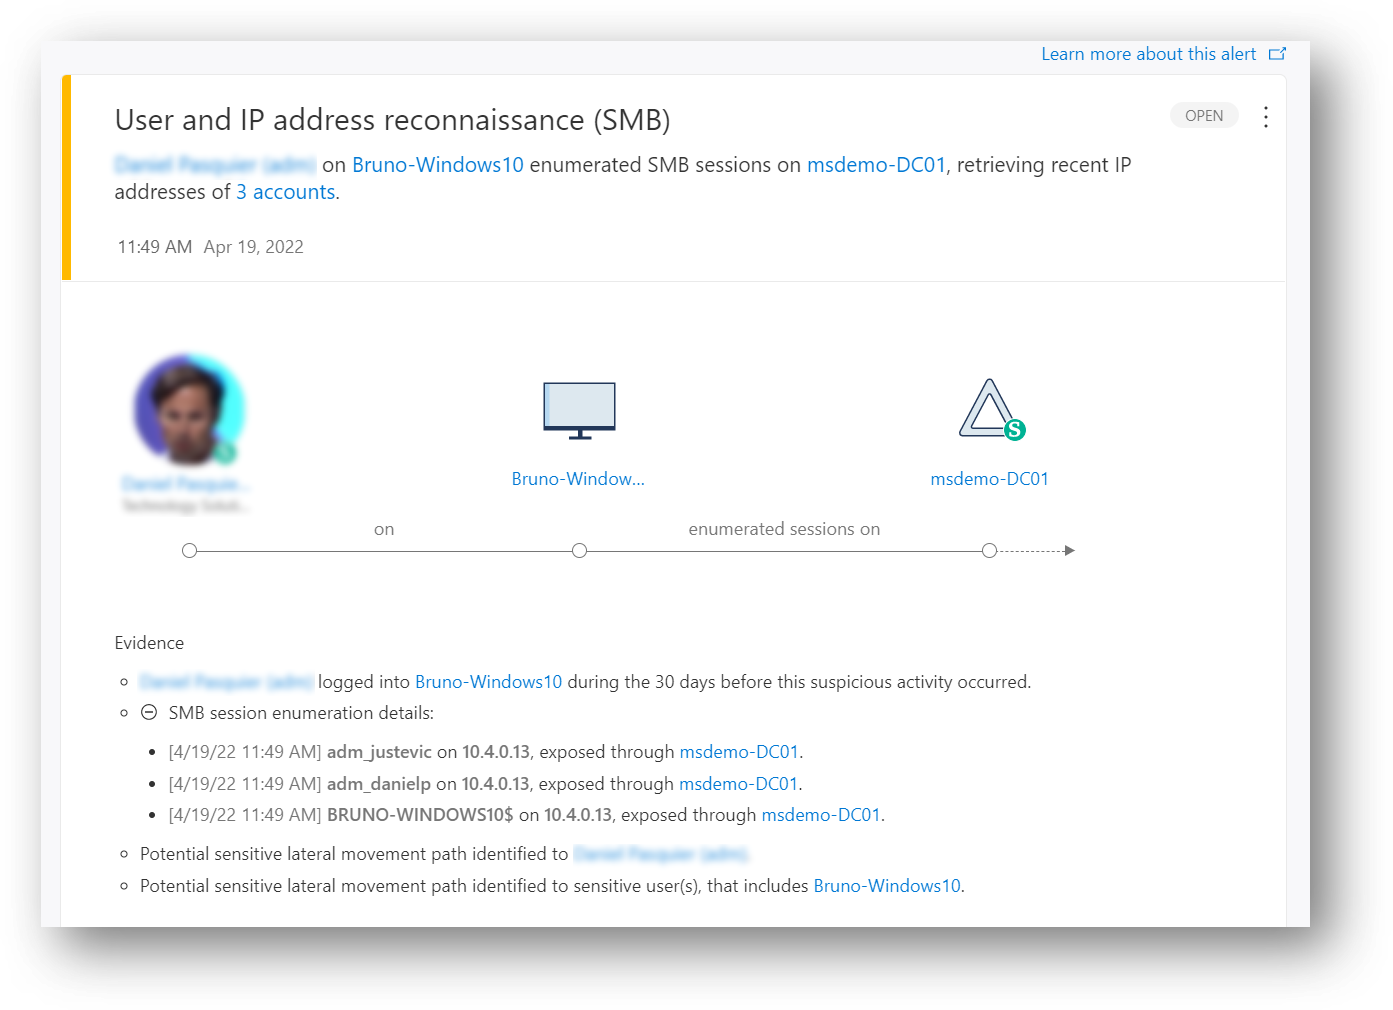 Learn more about this alert
User and IP address reconnaissance (SMB)
OPEN
on Bruno-Windows10 enumerated SMB sessions on msdemo-DC01, retrieving recent IP
addresses of 3 accounts.
11:49 AM Apr 19, 2022
S
Bruno-Window...
msdemo-DC01
on
enumerated sessions on
Evidence
logged into Bruno-Windows10 during the 30 days before this suspicious activity occurred.
SMB session enumeration details:
[4/19/22 11:49 AM] adm_justevic on 10.4.0.13, exposed through msdemo-DC01.
[4/19/22 11:49 AM] adm_danielp on 10.4.0.13, exposed through msdemo-DC01.
[4/19/22 11:49 AM] BRUNO-WINDOWS10$ on 10.4.0.13, exposed through msdemo-DC01.
Potential sensitive lateral movement path identified to
Potential sensitive lateral movement path identified to sensitive user(s), that includes Bruno-Windows10.